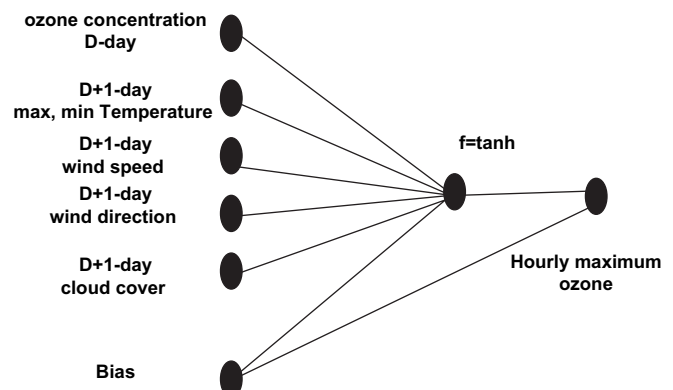 ozone concentration
D-day
D+1-day
max, min Temperature
D+1-day
wind speed
D+1-day
wind direction
D+1-day
cloud cover
Bias
f=tanh
Hourly maximum
ozone